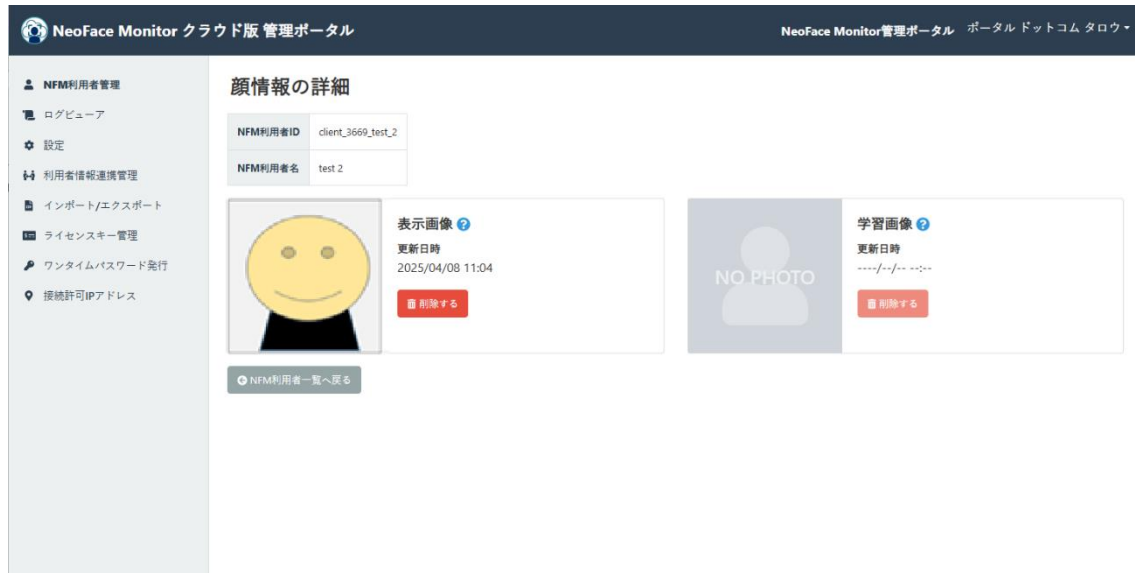 NeoFace Monitor クラウド版 管理ポータル
NeoFace Monitor管理ポータル ポータル ドットコム タロウ
NFM利用者管理
ログビューア
設定
利用者情報連携管理
インポート/エクスポート
ライセンスキー管理
ワンタイムパスワード発行
接続許可IPアドレス
顔情報の詳細
NFM利用者ID client_3669_test_2
NFM利用者名 test 2
表示画像
更新日時
2025/04/08 11:04
削除する
NO PHOTO
学習画像
更新日時
----/--/-- --:--
削除する
NFM利用者一覧へ戻る